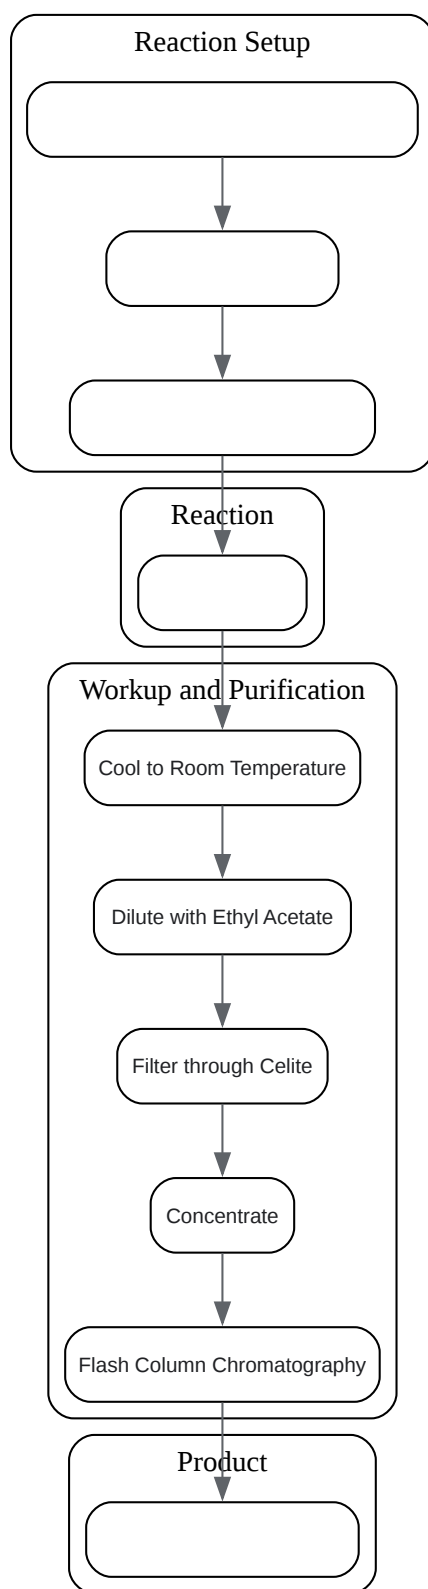 Reaction Setup
Reaction
Workup and Purification
Cool to Room Temperature
Dilute with Ethyl Acetate
Filter through Celite
Concentrate
Flash Column Chromatography
Product